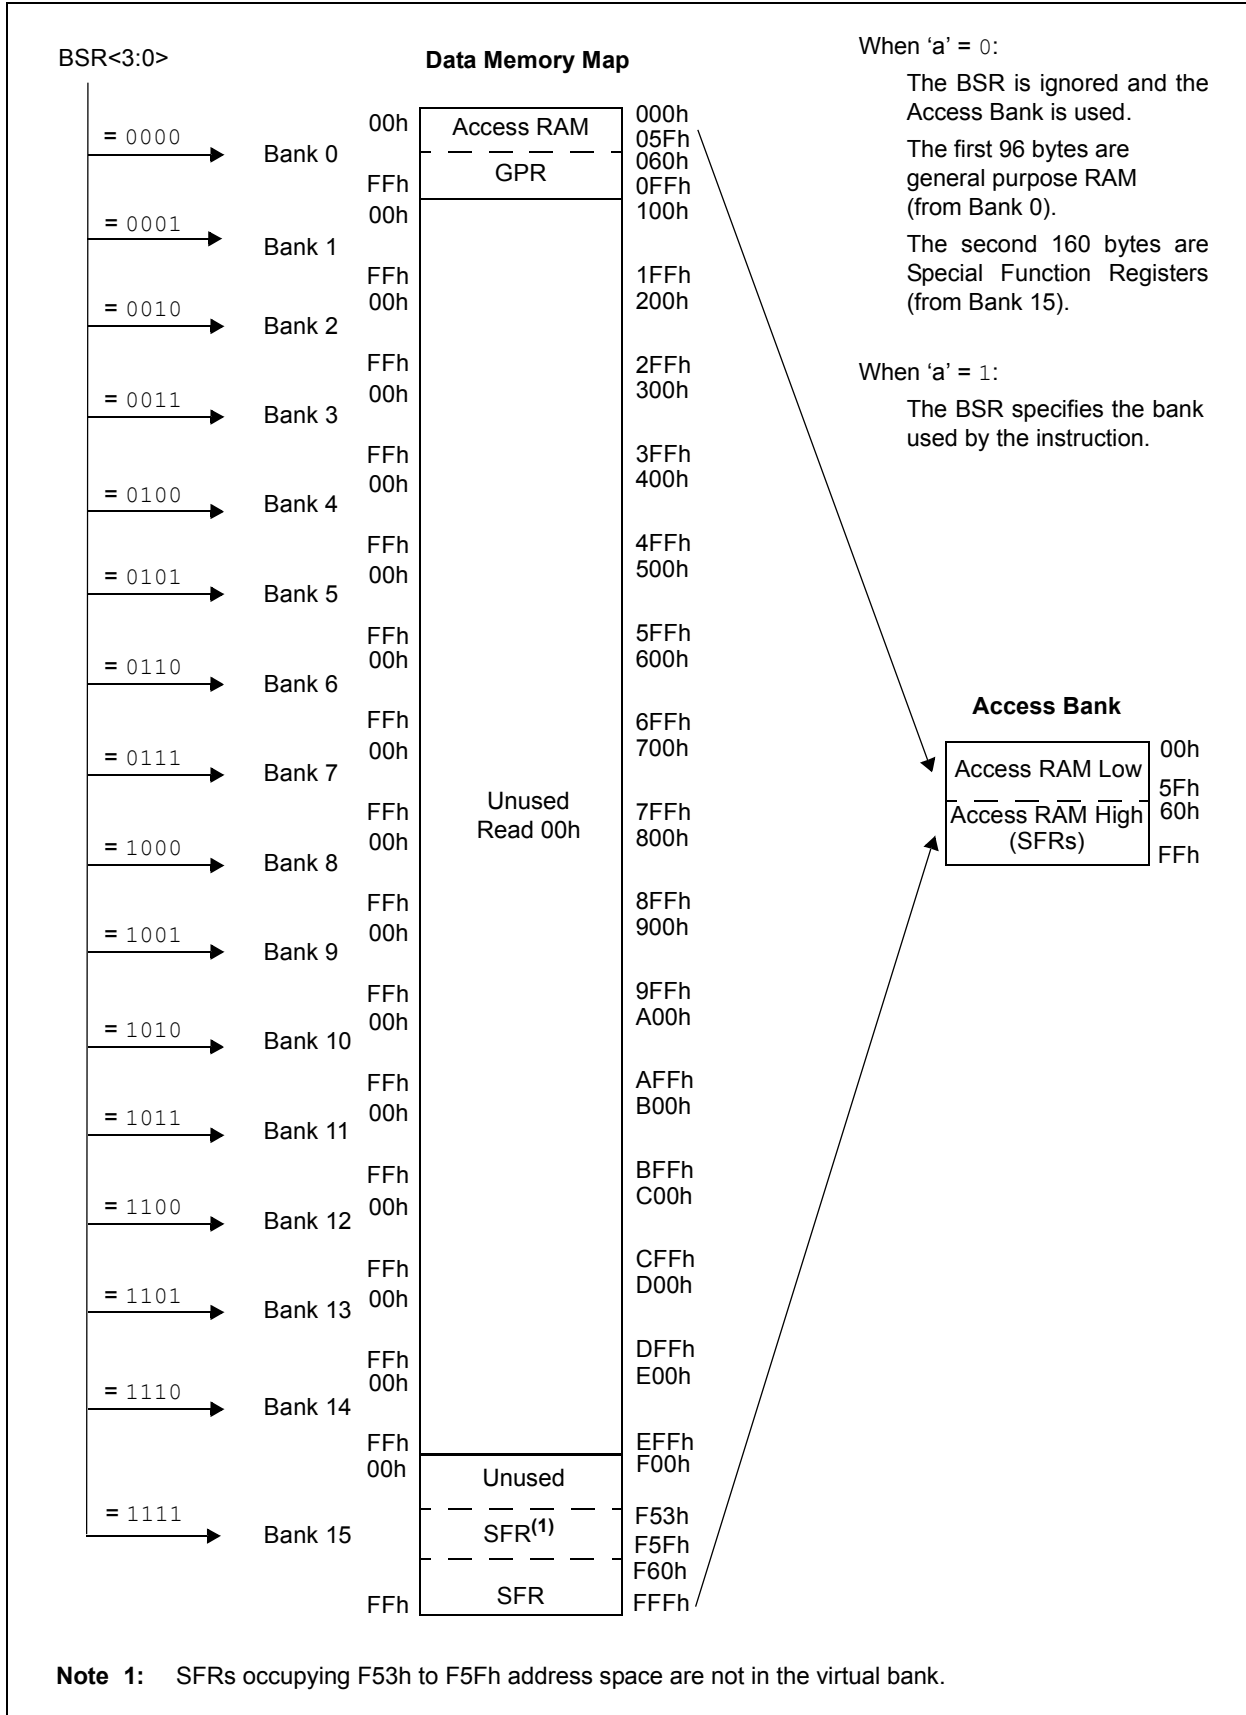 BSR<3:0>
Data Memory Map
When ‘a’ = 0:
The BSR is ignored and the
Access Bank is used.
The first 96 bytes are
general purpose RAM
(from Bank 0).
The second 160 bytes are
Special Function Registers
(from Bank 15).
When ‘a’ = 1:
The BSR specifies the bank
used by the instruction.
= 0000
Bank 0
00h
FFh
Access RAM
GPR
000h
05Fh
060h
0FFh
= 0001
Bank 1
00h
FFh
100h
1FFh
= 0010
Bank 2
00h
FFh
200h
2FFh
= 0011
Bank 3
00h
FFh
300h
3FFh
= 0100
Bank 4
00h
FFh
400h
4FFh
= 0101
Bank 5
00h
FFh
500h
5FFh
= 0110
Bank 6
00h
FFh
600h
6FFh
= 0111
Bank 7
00h
FFh
700h
7FFh
Unused
Read 00h
= 1000
Bank 8
00h
FFh
800h
8FFh
= 1001
Bank 9
00h
FFh
900h
9FFh
= 1010
Bank 10
00h
FFh
A00h
AFFh
= 1011
Bank 11
00h
FFh
B00h
BFFh
= 1100
Bank 12
00h
FFh
C00h
CFFh
= 1101
Bank 13
00h
FFh
D00h
DFFh
= 1110
Bank 14
00h
FFh
E00h
EFFh
= 1111
Bank 15
00h
FFh
Unused
SFR(1)
SFR
F00h
F53h
F5Fh
F60h
FFFh
Access Bank
Access RAM Low
Access RAM High
(SFRs)
00h
5Fh
60h
FFh
Note 1: SFRs occupying F53h to F5Fh address space are not in the virtual bank.